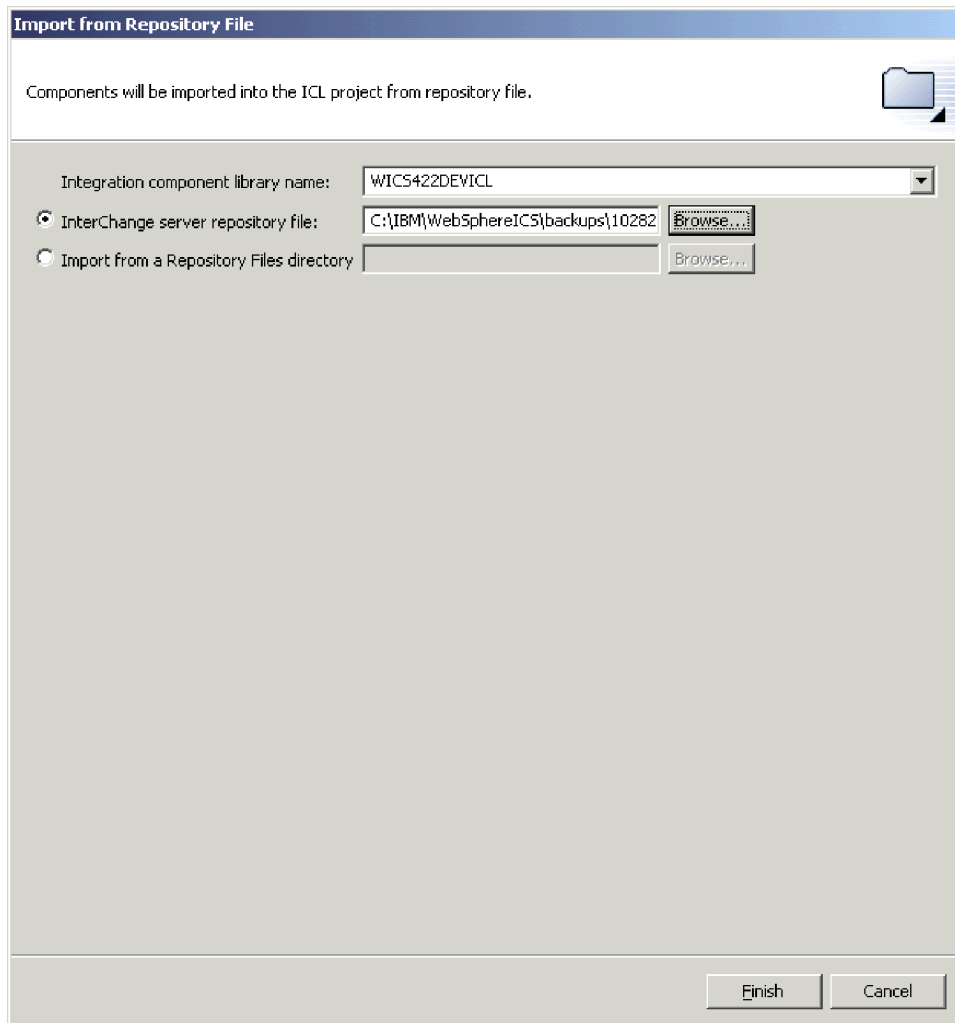 Import from Repository File
Components will be imported into the ICL project from repository file.
Integration component library name: WICS422DEVICL
InterChange server repository file: C:\IBM\WebSphereICS\backups\10282 Browse...
Import from a Repository Files directory Browse...
Finish Cancel